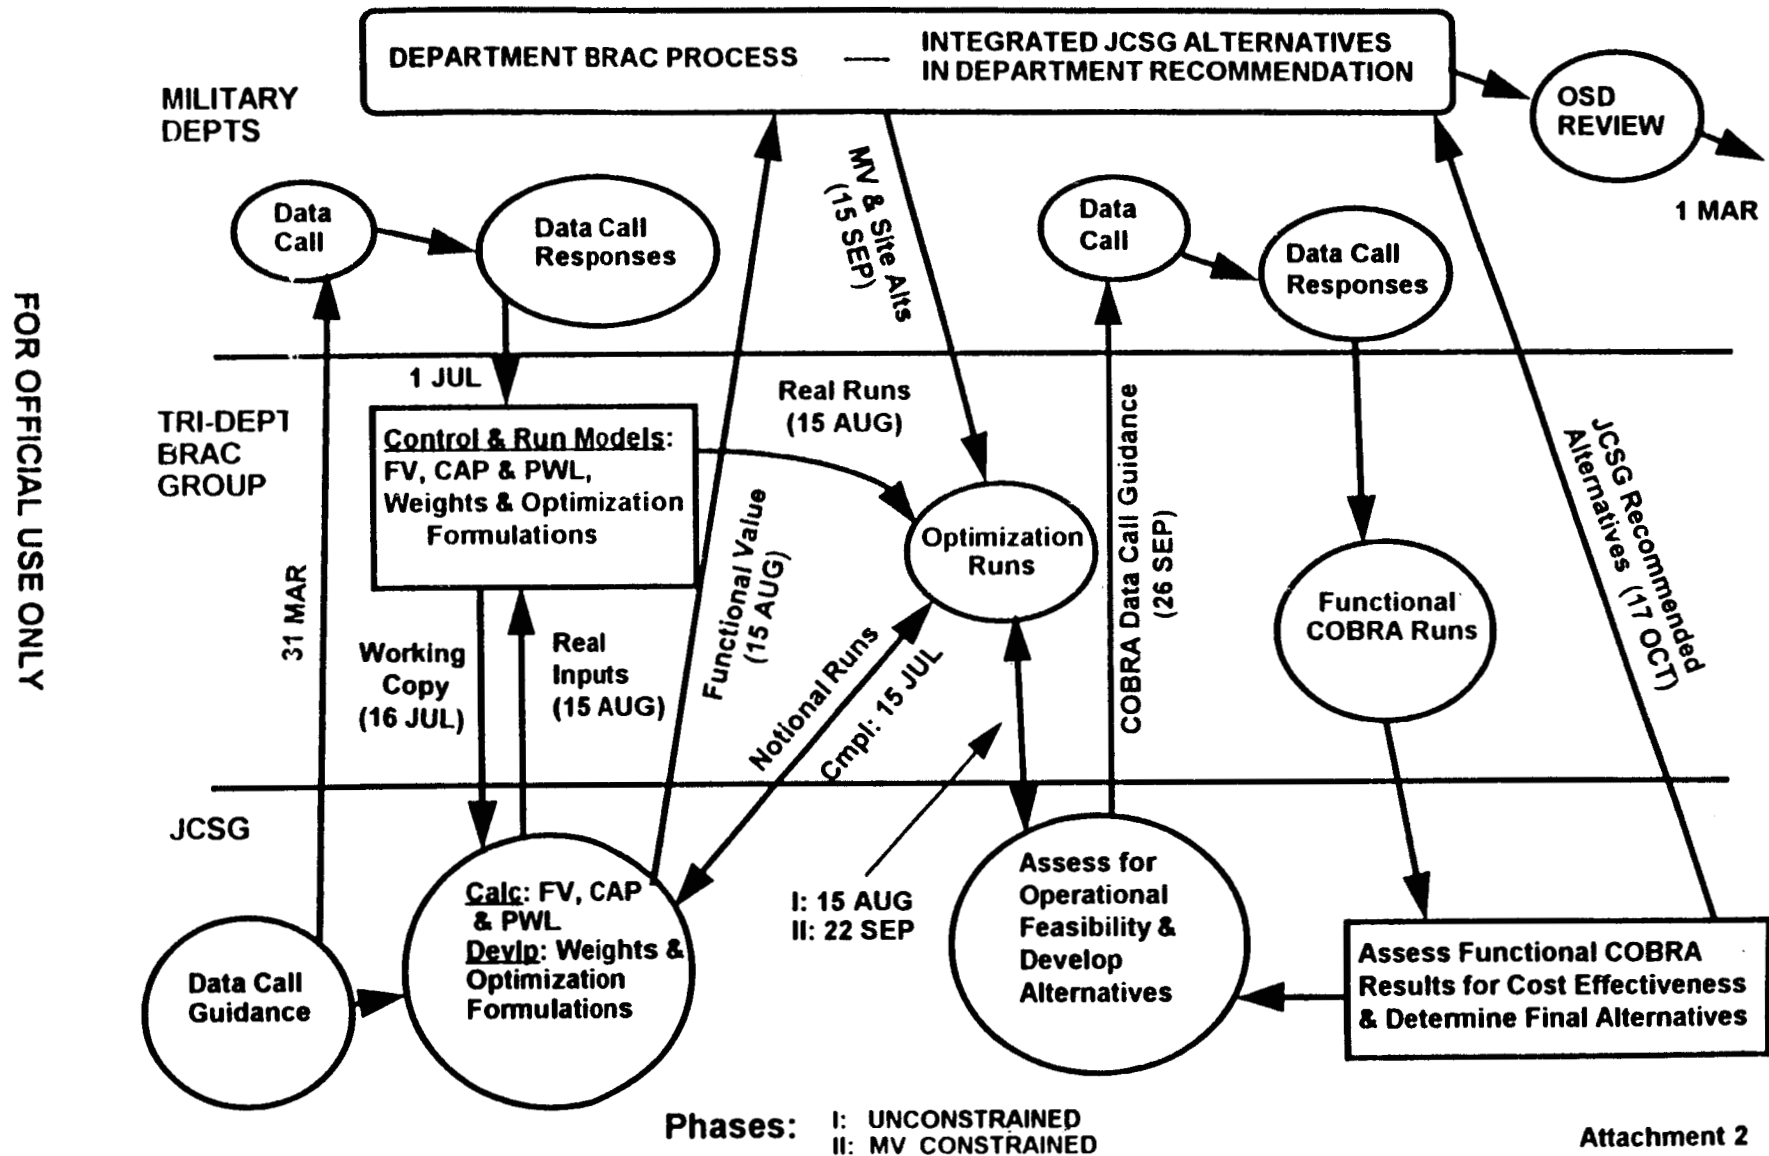 DEPARTMENT BRAC PROCESS — INTEGRATED JCSG ALTERNATIVES
IN DEPARTMENT RECOMMENDATION
MILITARY
DEPTS
OSD
REVIEW
1 MAR
Data
Call
Data Call
Responses
MV & Site Alts
(15 SEP)
Data
Call
Data Call
Responses
FOR OFFICIAL USE ONLY
1 JUL
TRI-DEPT
BRAC
GROUP
Control & Run Models:
FV, CAP & PWL,
Weights & Optimization
Formulations
Real Runs
(15 AUG)
Optimization
Runs
31 MAR
Working
Copy
(16 JUL)
Real
Inputs
(15 AUG)
Functional Value
(15 AUG)
Notional Runs
Cmpl: 15 JUL
COBRA Data Call Guidance
(26 SEP)
Functional
COBRA Runs
JCSG Recommended
Alternatives (17 OCT)
JCSG
Data Call
Guidance
Calc: FV, CAP
& PWL
Devlp: Weights &
Optimization
Formulations
I: 15 AUG
II: 22 SEP
Assess for
Operational
Feasibility &
Develop
Alternatives
Assess Functional COBRA
Results for Cost Effectiveness
& Determine Final Alternatives
Phases: I: UNCONSTRAINED
II: MV CONSTRAINED
Attachment 2